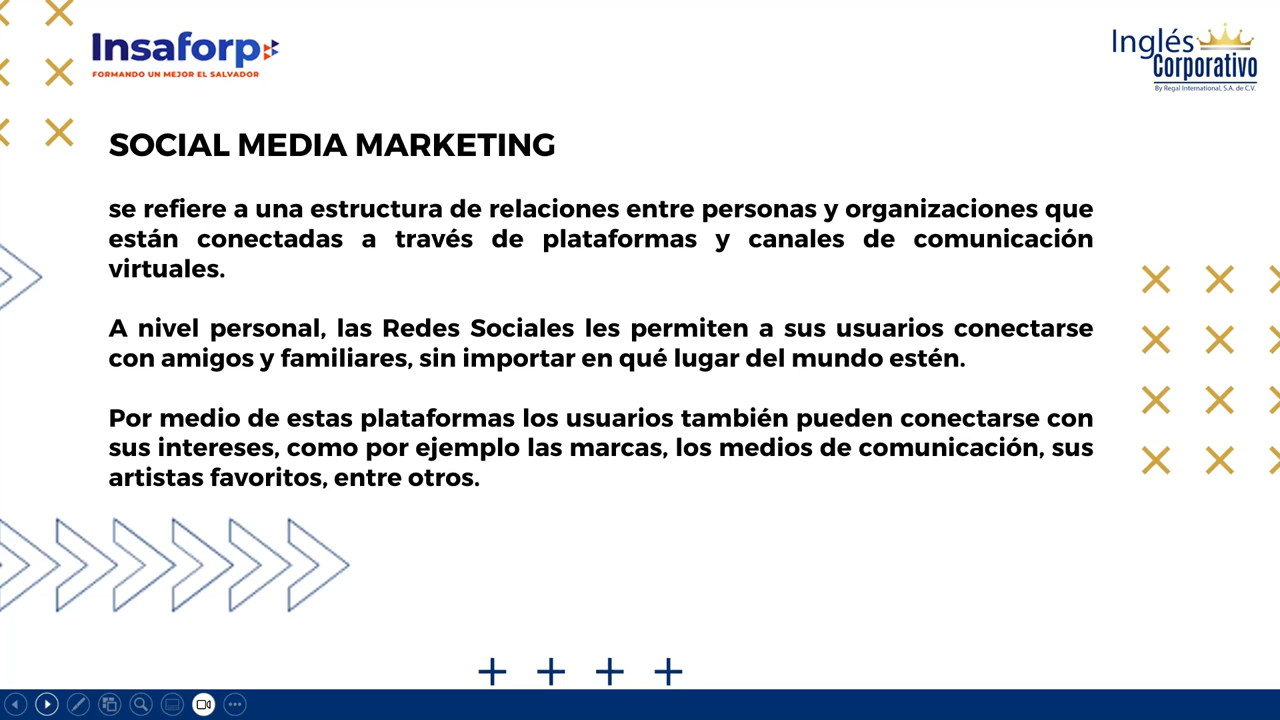 Insaforp
FORMANDO UN MEJOR EL SALVADOR
Inglés
Corporativo
By Regal International, S.A. de C.V.
SOCIAL MEDIA MARKETING
se refiere a una estructura de relaciones entre personas y organizaciones que
están conectadas a través de plataformas y canales de comunicación
virtuales.
A nivel personal, las Redes Sociales les permiten a sus usuarios conectarse
con amigos y familiares, sin importar en qué lugar del mundo estén.
Por medio de estas plataformas los usuarios también pueden conectarse con
sus intereses, como por ejemplo las marcas, los medios de comunicación, sus
artistas favoritos, entre otros.